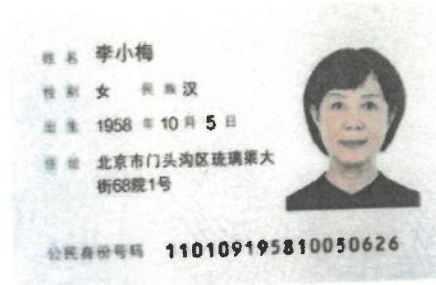 姓名 李小梅
性别 女 民族 汉
出生 1958 年 10 月 5 日
住址 北京市门头沟区琉璃渠大
街68院1号
公民身份号码 110109195810050626